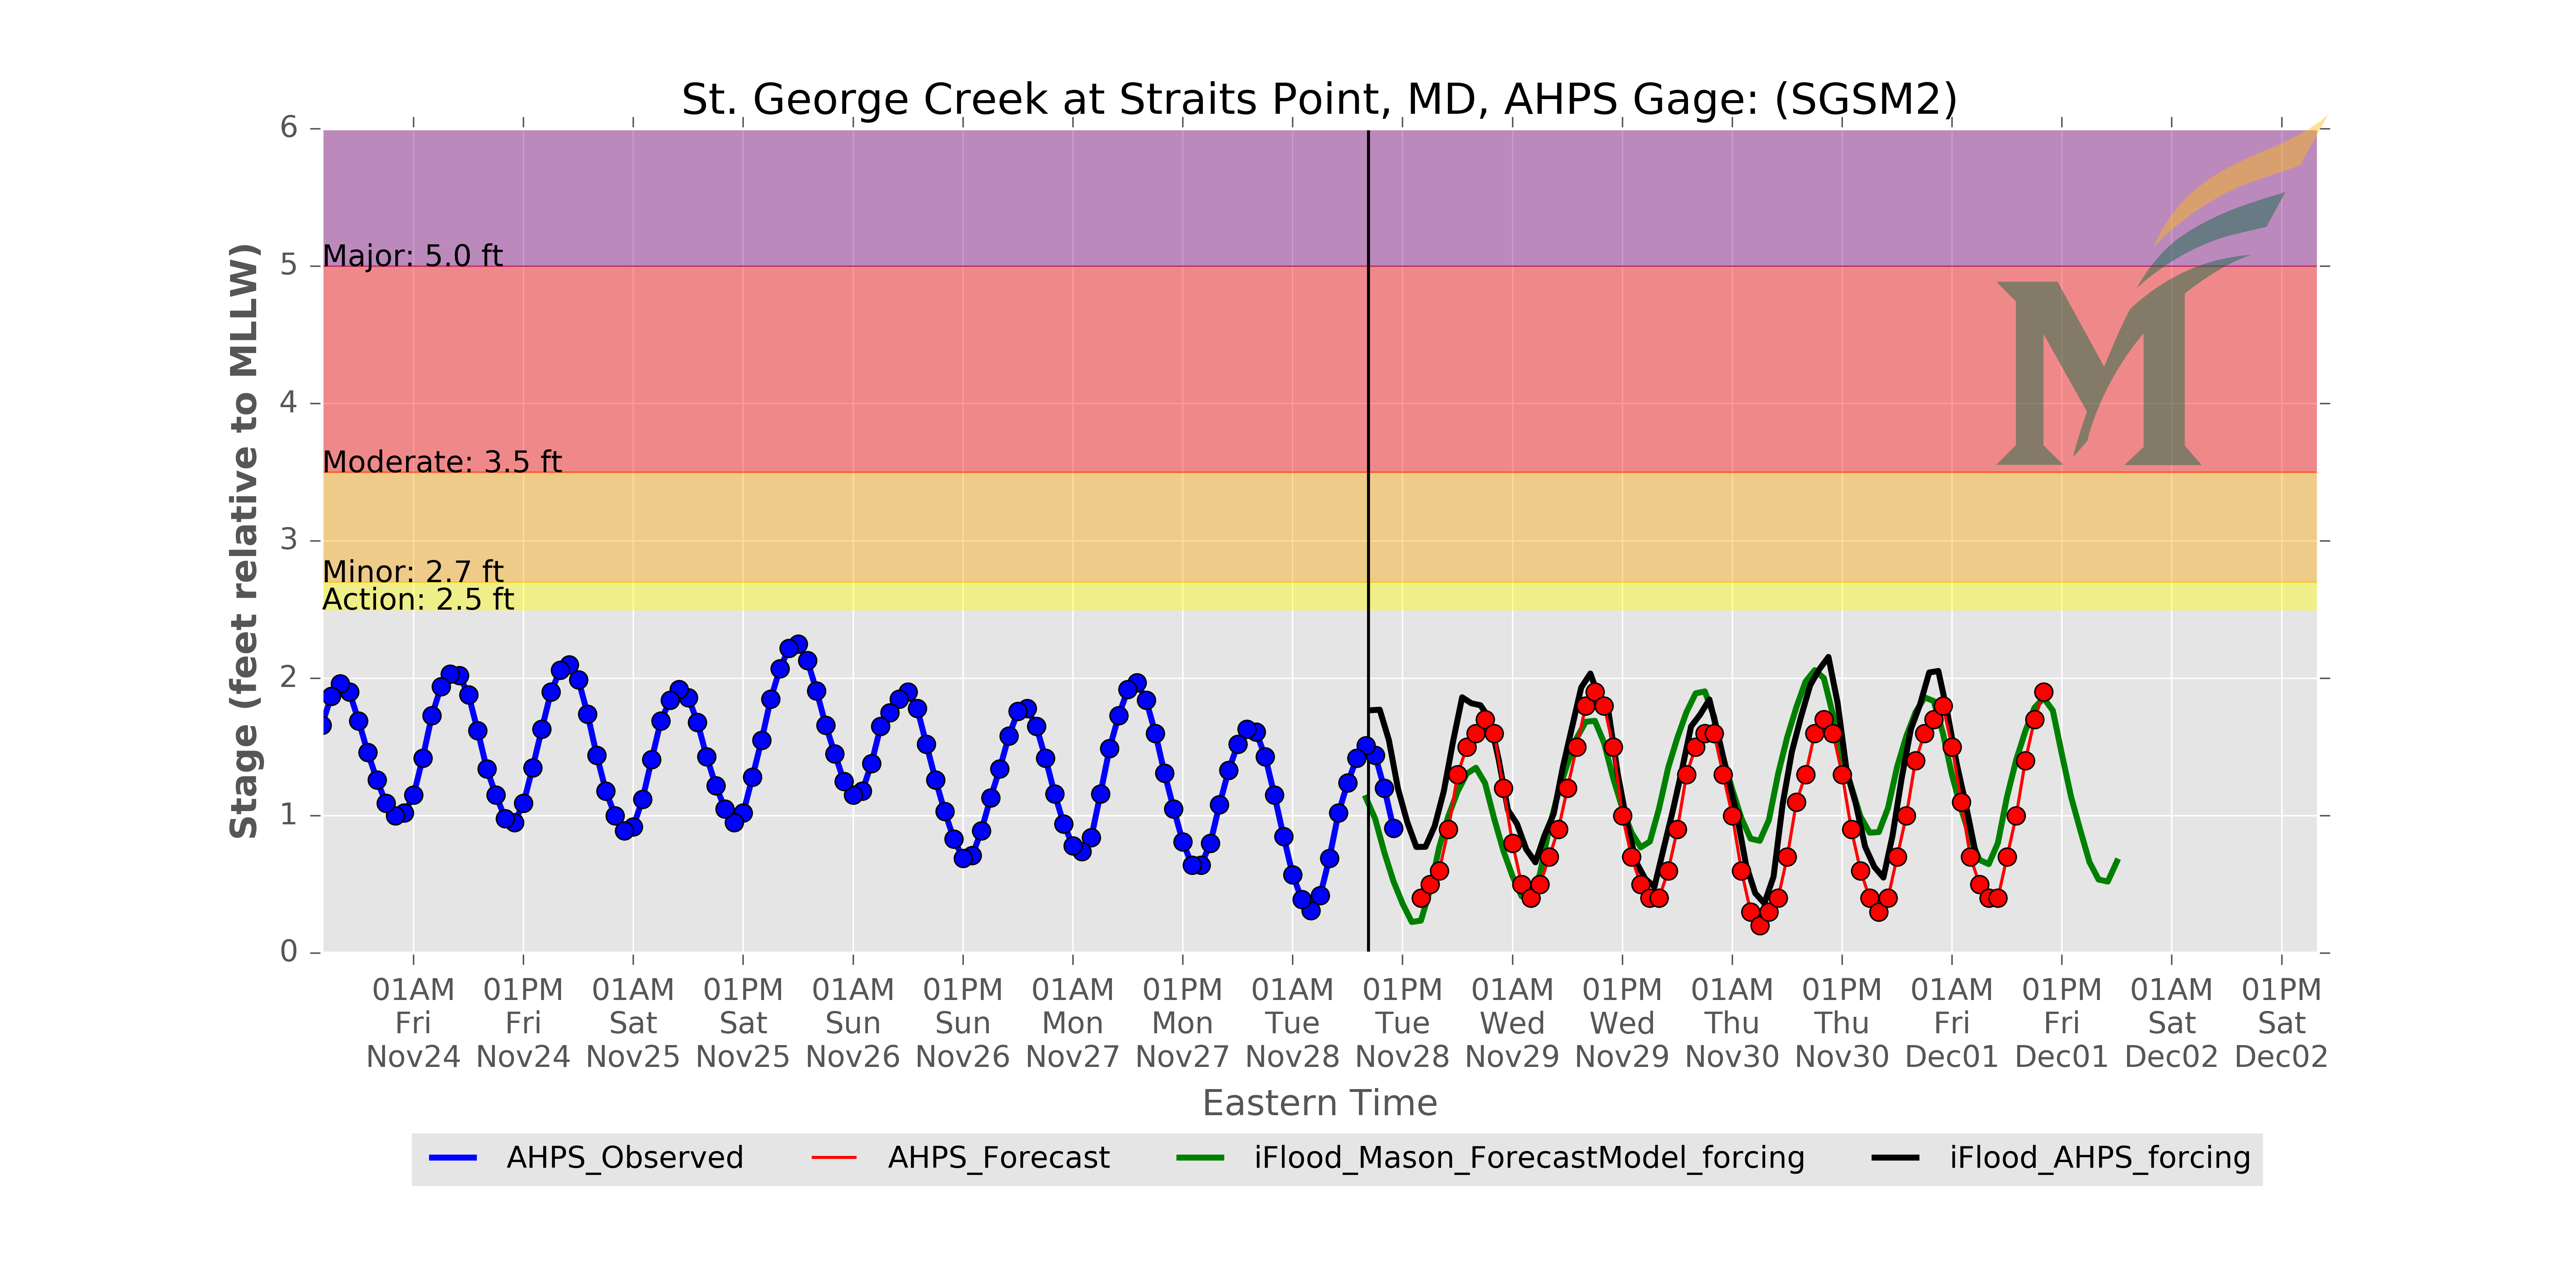 St. George Creek at Straits Point, MD, AHPS Gage: (SGSM2)
Stage (feet relative to MLLW)
6
5
4
3
2
1
0
Major: 5.0 ft
Moderate: 3.5 ft
Minor: 2.7 ft
Action: 2.5 ft
01AM 01PM 01AM 01PM 01AM 01PM 01AM 01PM 01AM 01PM 01AM 01PM 01AM 01PM 01AM 01PM 01AM 01PM
Fri Fri Sat Sat Sun Sun Mon Mon Tue Tue Wed Wed Thu Thu Fri Fri Sat Sat
Nov24 Nov24 Nov25 Nov25 Nov26 Nov26 Nov27 Nov27 Nov28 Nov28 Nov29 Nov29 Nov30 Nov30 Dec01 Dec01 Dec02 Dec02
Eastern Time
AHPS_Observed AHPS_Forecast iFlood_Mason_ForecastModel_forcing iFlood_AHPS_forcing